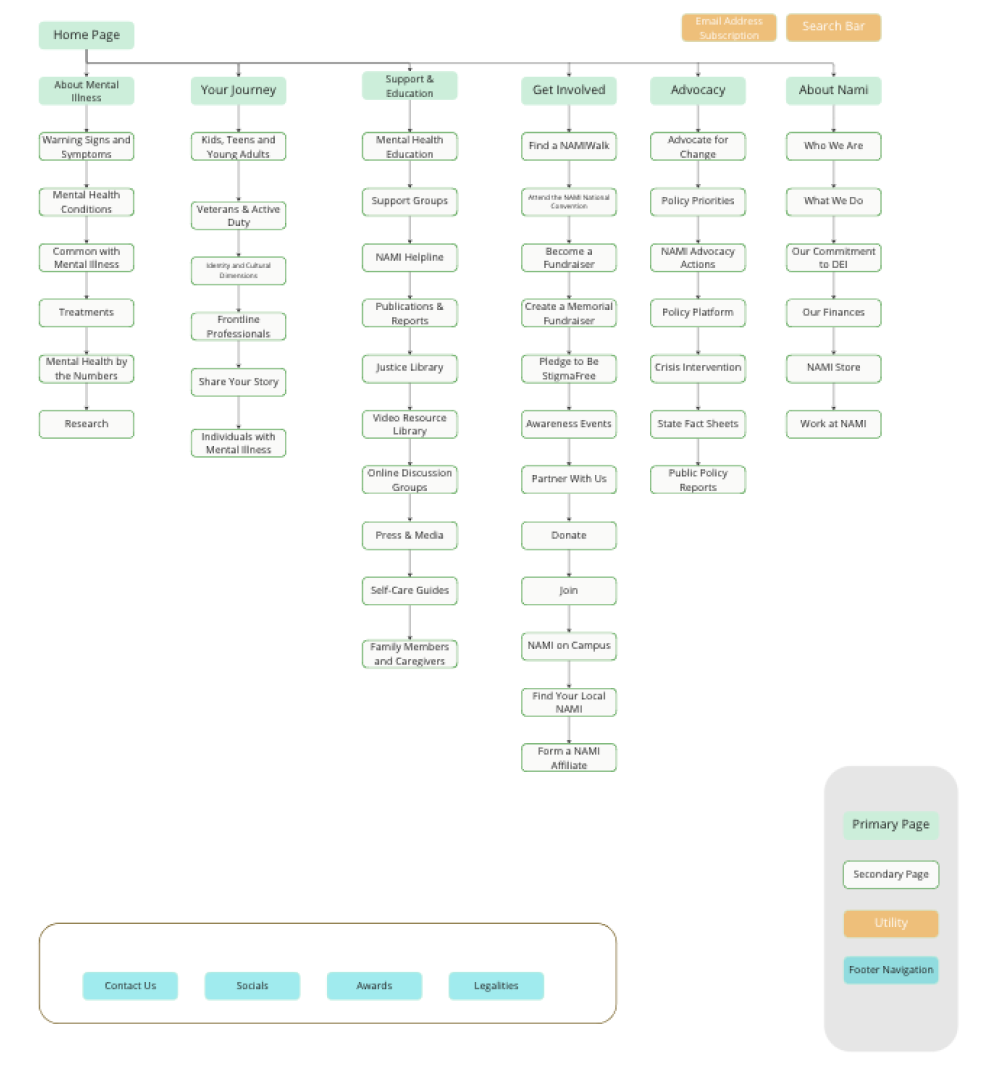 Home Page
Email Address
Subscription
Search Bar
About Mental
Illness
Your Journey
Support &
Education
Get Involved
Advocacy
About Nami
Warning Signs and
Symptoms
Mental Health
Conditions
Common with
Mental Illness
Treatments
Mental Health by
the Numbers
Research
Kids, Teens and
Young Adults
Veterans & Active
Duty
Identity and Cultural
Dimensions
Frontline
Professionals
Share Your Story
Individuals with
Mental Illness
Mental Health
Education
Support Groups
NAMI Helpline
Publications &
Reports
Justice Library
Video Resource
Library
Online Discussion
Groups
Press & Media
Self-Care Guides
Family Members
and Caregivers
Find a NAMIWalk
Attend the NAMI National
Convention
Become a
Fundraiser
Create a Memorial
Fundraiser
Pledge to Be
StigmaFree
Awareness Events
Partner With Us
Donate
Join
NAMI on Campus
Find Your Local
NAMI
Form a NAMI
Affiliate
Advocate for
Change
Policy Priorities
NAMI Advocacy
Actions
Policy Platform
Crisis Intervention
State Fact Sheets
Public Policy
Reports
Who We Are
What We Do
Our Commitment
to DEI
Our Finances
NAMI Store
Work at NAMI
Primary Page
Secondary Page
Utility
Footer Navigation
Contact Us
Socials
Awards
Legalities